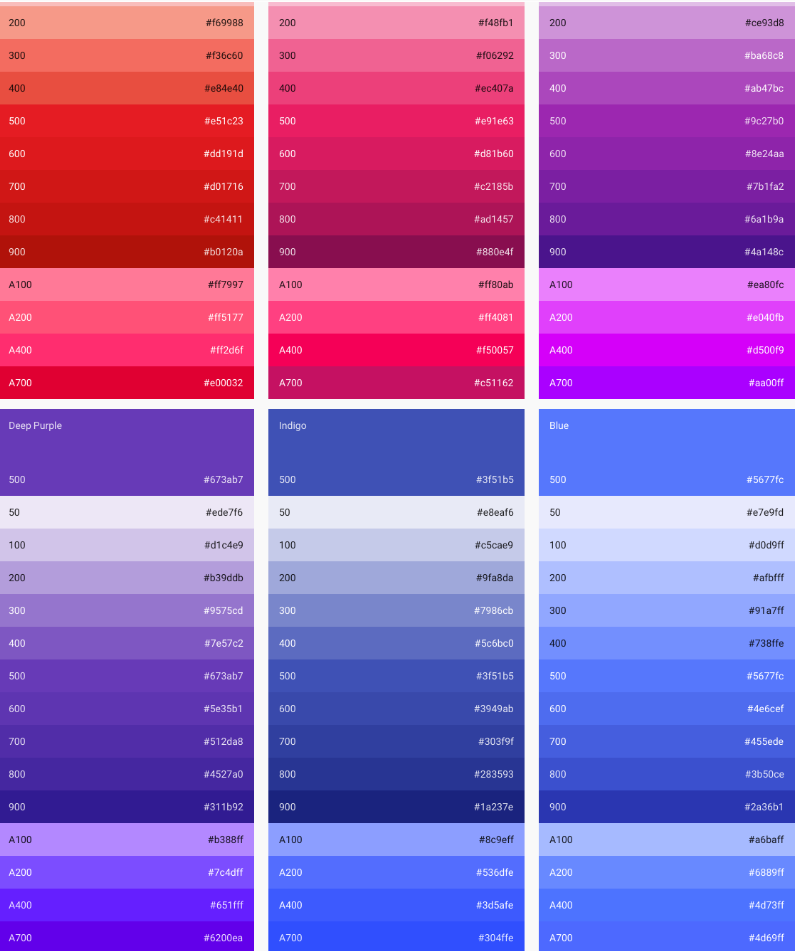 200 #f69988
300 #f36c60
400 #e84e40
500 #e51c23
600 #dd191d
700 #d01716
800 #c41411
900 #b0120a
A100 #ff7997
A200 #ff5177
A400 #ff2d6f
A700 #e00032
200 #f48fb1
300 #f06292
400 #ec407a
500 #e91e63
600 #d81b60
700 #c2185b
800 #ad1457
900 #880e4f
A100 #ff80ab
A200 #ff4081
A400 #f50057
A700 #c51162
200 #ce93d8
300 #ba68c8
400 #ab47bc
500 #9c27b0
600 #8e24aa
700 #7b1fa2
800 #6a1b9a
900 #4a148c
A100 #ea80fc
A200 #e040fb
A400 #d500f9
A700 #aa00ff
Deep Purple
500 #673ab7
50 #ede7f6
100 #d1c4e9
200 #b39ddb
300 #9575cd
400 #7e57c2
500 #673ab7
600 #5e35b1
700 #512da8
800 #4527a0
900 #311b92
A100 #b388ff
A200 #7c4dff
A400 #651fff
A700 #6200ea
Indigo
500 #3f51b5
50 #e8eaf6
100 #c5cae9
200 #9fa8da
300 #7986cb
400 #5c6bc0
500 #3f51b5
600 #3949ab
700 #303f9f
800 #283593
900 #1a237e
A100 #8c9eff
A200 #536dfe
A400 #3d5afe
A700 #304ffe
Blue
500 #5677fc
50 #e7e9fd
100 #d0d9ff
200 #afbfff
300 #91a7ff
400 #738ffe
500 #5677fc
600 #4e6cef
700 #455ede
800 #3b50ce
900 #2a36b1
A100 #a6baff
A200 #6889ff
A400 #4d73ff
A700 #4d69ff